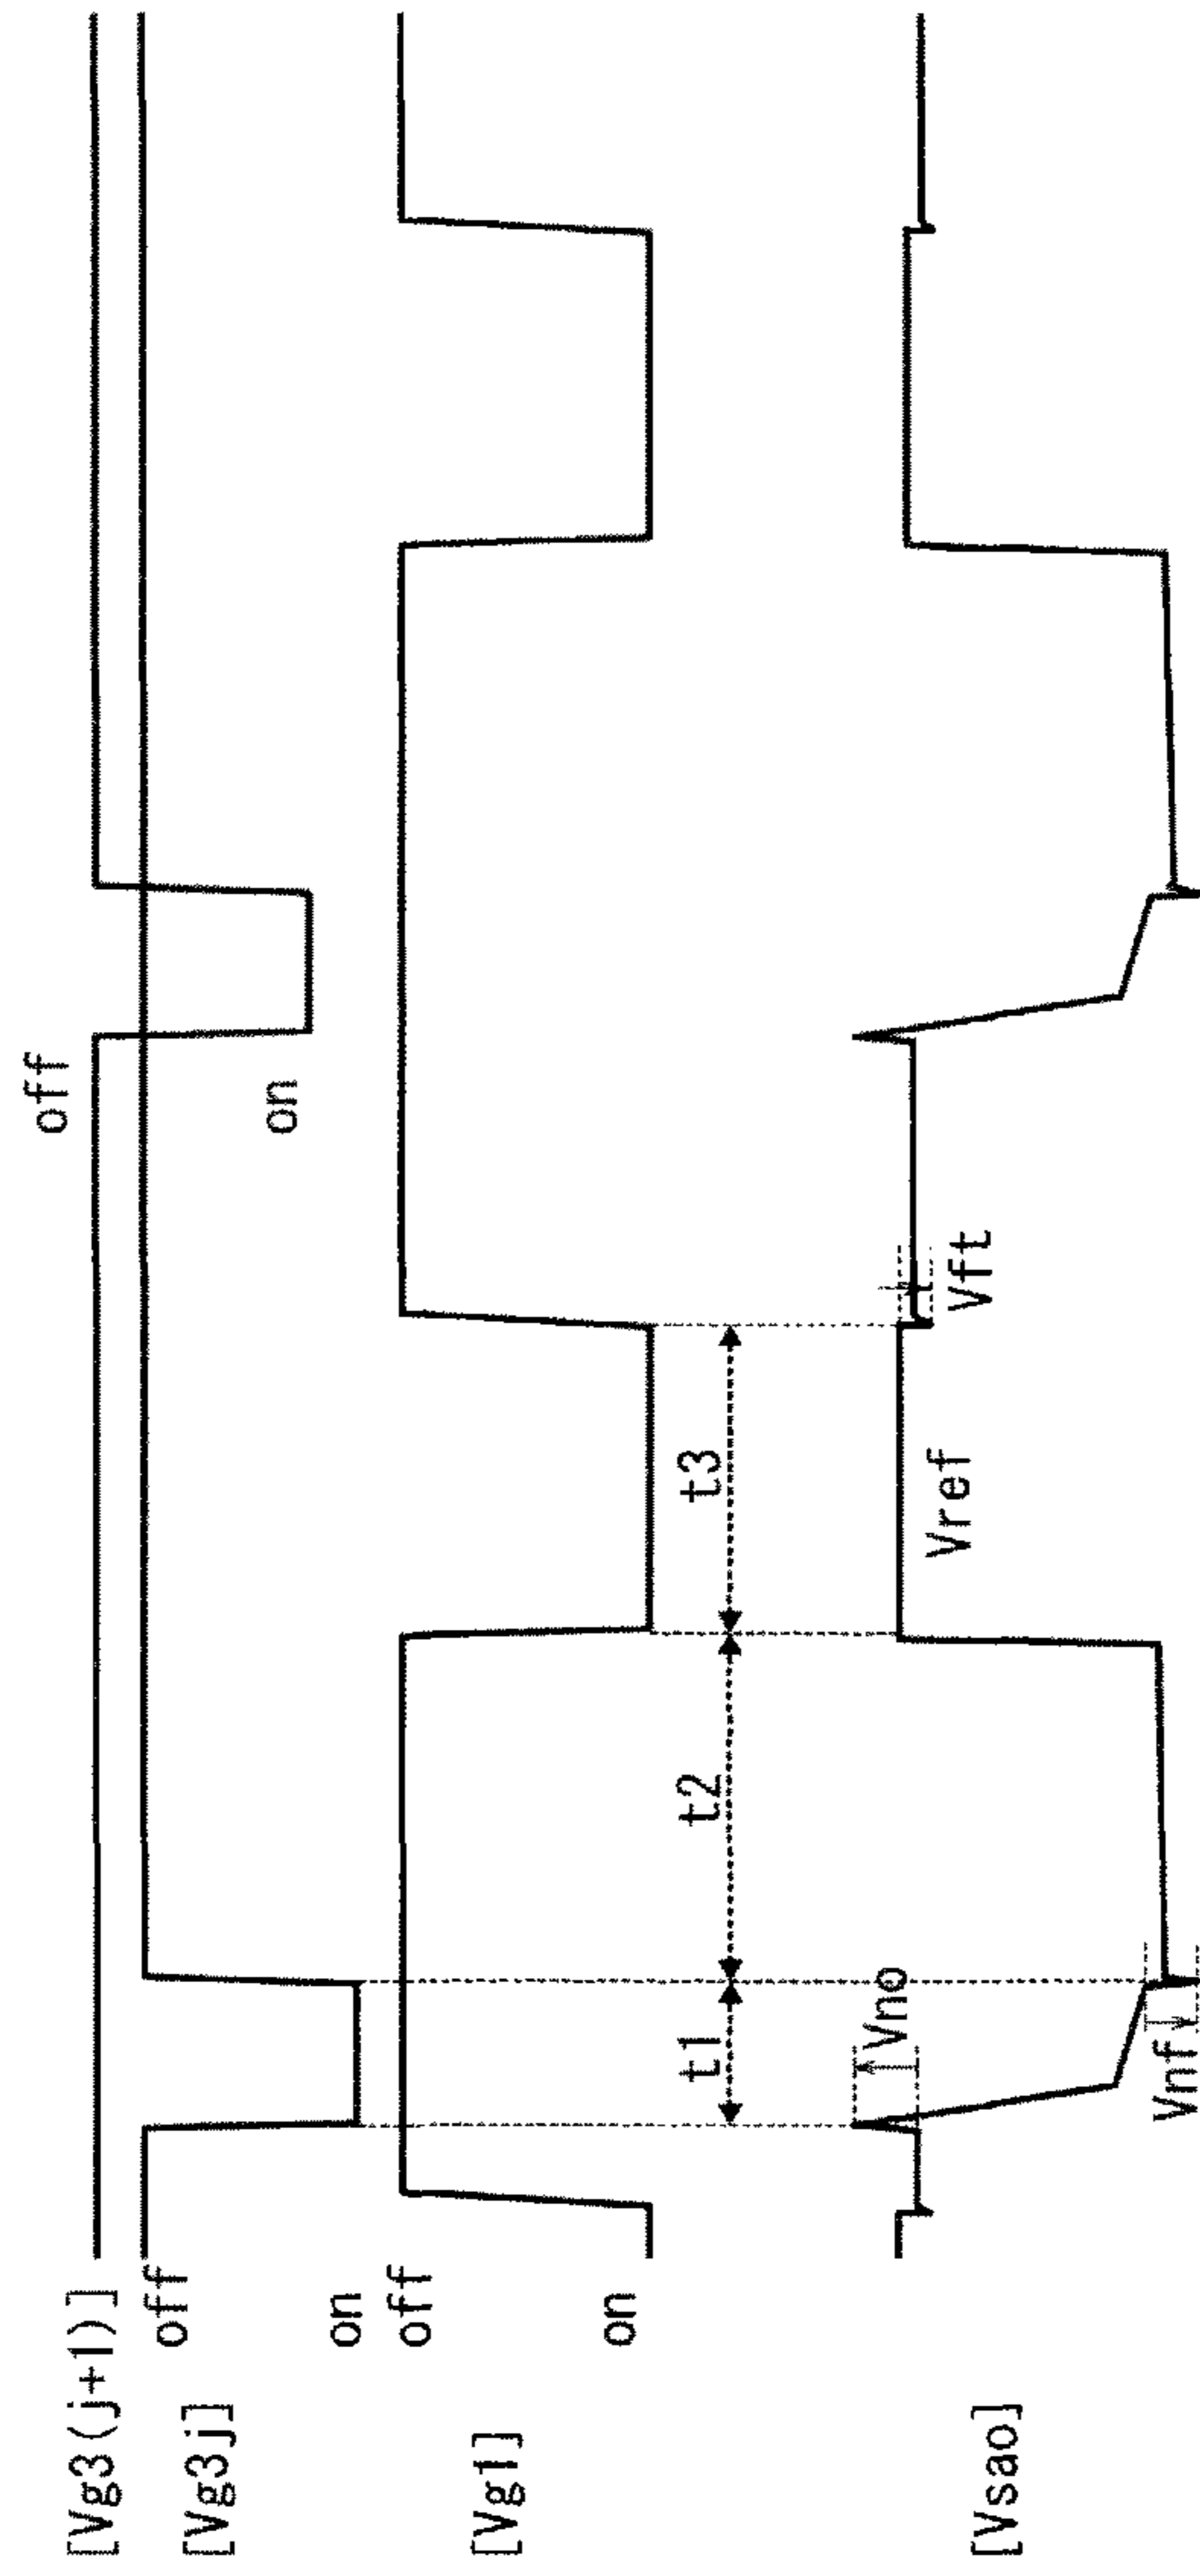 [Vg3(j+1)]
off
on
[Vg3j]
off
on
[Vg1]
off
on
t1
t2
t3
[Vsao]
Vno
Vnf
Vref
Vft